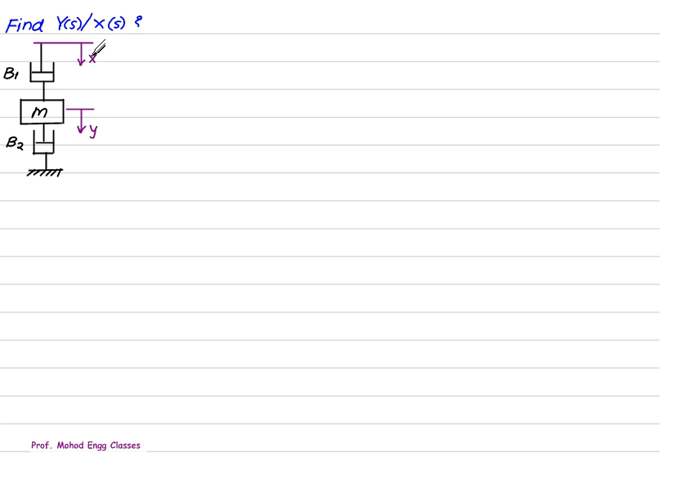 Find Y(s)/X(s) ?
x
B1
m
y
B2
Prof. Mohod Engg Classes